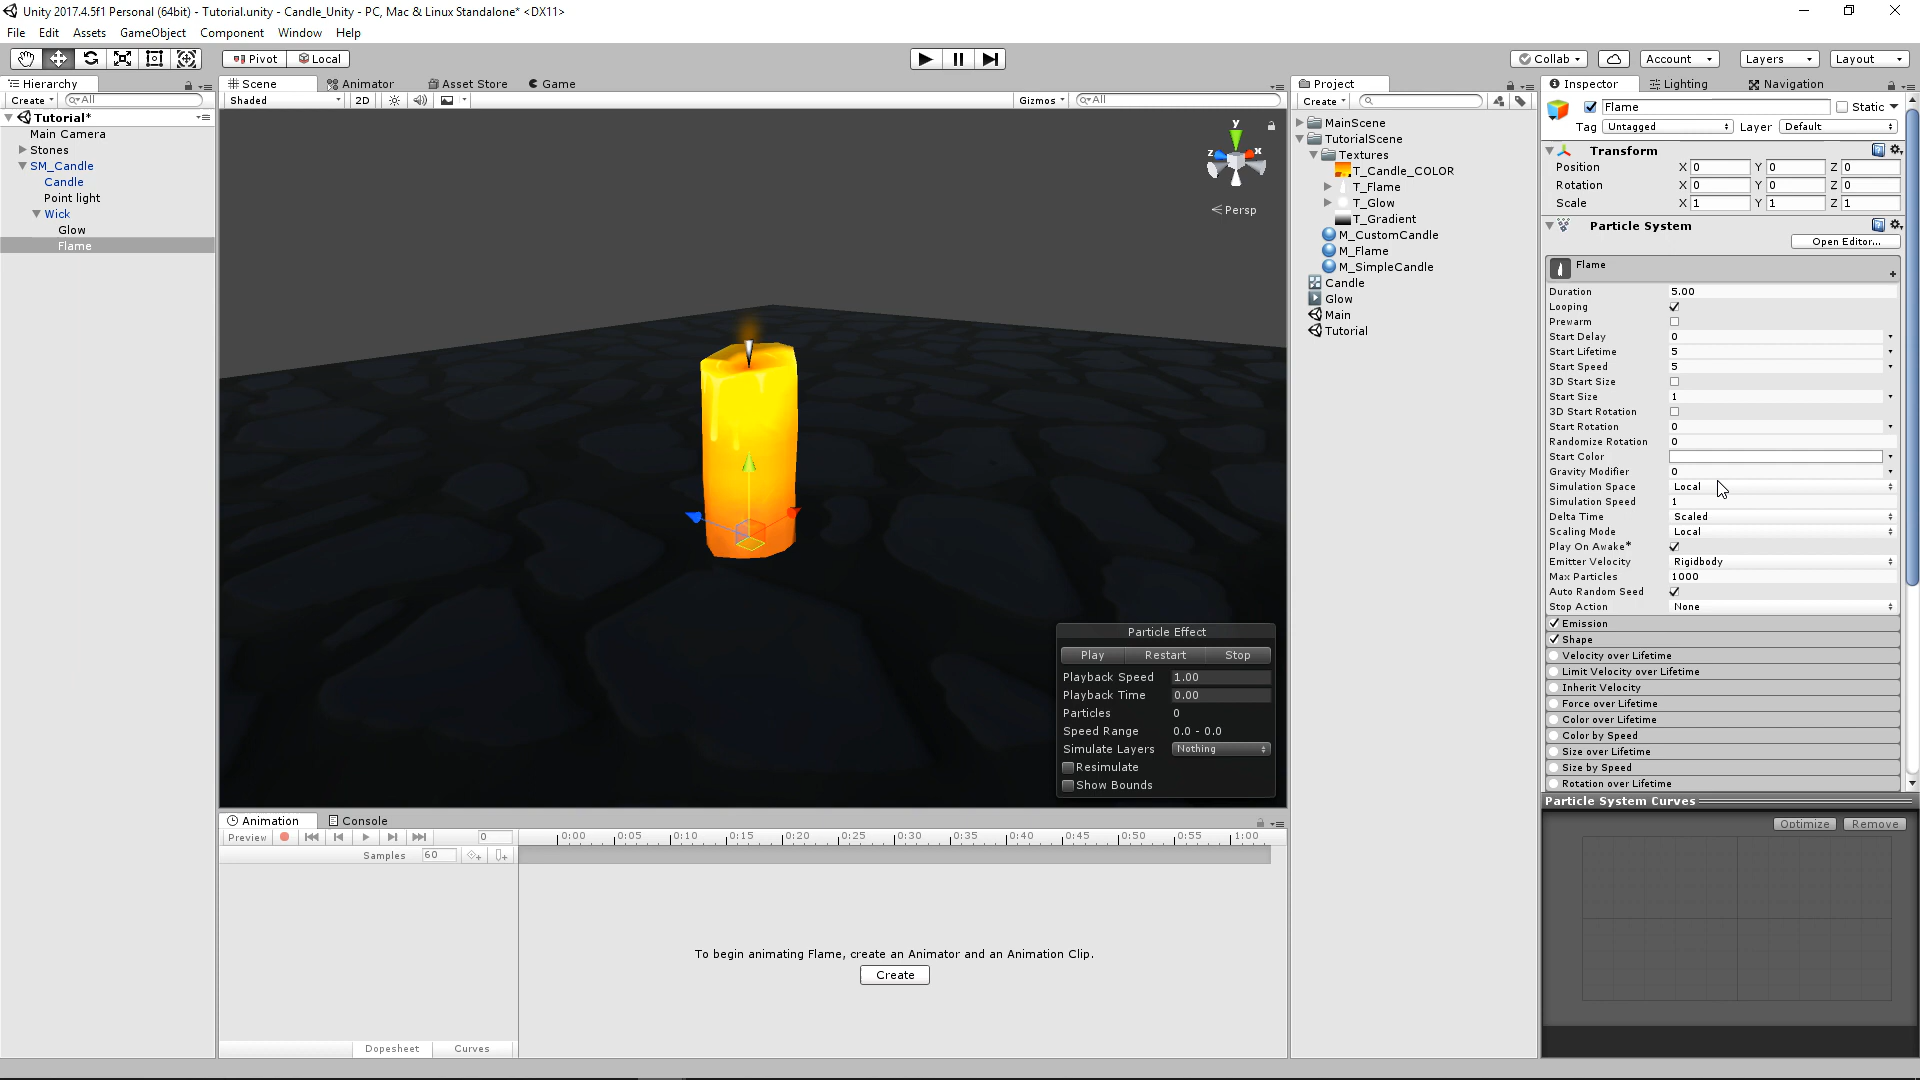 Unity 2017.4.5f1 Personal (64bit) - Tutorial.unity - Candle_Unity - PC, Mac & Linux Standalone* <DX11>
File Edit Assets GameObject Component Window Help
Pivot Local Collab Account Layers Layout
Hierarchy
Create All
Tutorial*
Main Camera
Stones
SM_Candle
Candle
Point light
Wick
Glow
Flame
Scene Animator Asset Store Game
Shaded 2D Gizmos All
y
z x
Persp
Particle Effect
Play Restart Stop
Playback Speed 1.00
Playback Time 0.00
Particles 0
Speed Range 0.0 - 0.0
Simulate Layers Nothing
Resimulate
Show Bounds
Animation Console
Preview 0 0:00 0:05 0:10 0:15 0:20 0:25 0:30 0:35 0:40 0:45 0:50 0:55 1:00
Samples 60
To begin animating Flame, create an Animator and an Animation Clip.
Create
Dopesheet Curves
Project
Create
MainScene
TutorialScene
Textures
T_Candle_COLOR
T_Flame
T_Glow
T_Gradient
M_CustomCandle
M_Flame
M_SimpleCandle
Candle
Glow
Main
Tutorial
Inspector Lighting Navigation
Flame Static
Tag Untagged Layer Default
Transform
Position X 0 Y 0 Z 0
Rotation X 0 Y 0 Z 0
Scale X 1 Y 1 Z 1
Particle System
Open Editor...
Flame
Duration 5.00
Looping
Prewarm
Start Delay 0
Start Lifetime 5
Start Speed 5
3D Start Size
Start Size 1
3D Start Rotation
Start Rotation 0
Randomize Rotation 0
Start Color
Gravity Modifier 0
Simulation Space Local
Simulation Speed 1
Delta Time Scaled
Scaling Mode Local
Play On Awake*
Emitter Velocity Rigidbody
Max Particles 1000
Auto Random Seed
Stop Action None
Emission
Shape
Velocity over Lifetime
Limit Velocity over Lifetime
Inherit Velocity
Force over Lifetime
Color over Lifetime
Color by Speed
Size over Lifetime
Size by Speed
Rotation over Lifetime
Particle System Curves
Optimize Remove